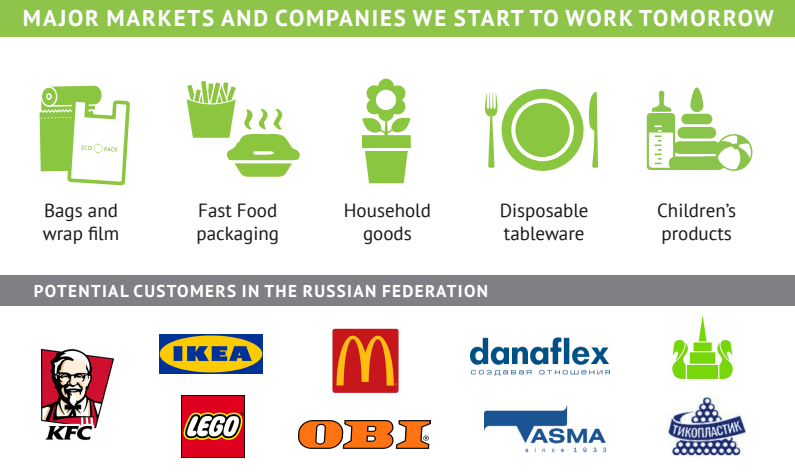 MAJOR MARKETS AND COMPANIES WE START TO WORK TOMORROW
ECO PACK
Bags and
wrap film
Fast Food
packaging
Household
goods
Disposable
tableware
Children's
products
POTENTIAL CUSTOMERS IN THE RUSSIAN FEDERATION
KFC
IKEA
LEGO
OBI
danaflex
создавая отношения
TASMA
since 1933
ТИКОПЛАСТИК